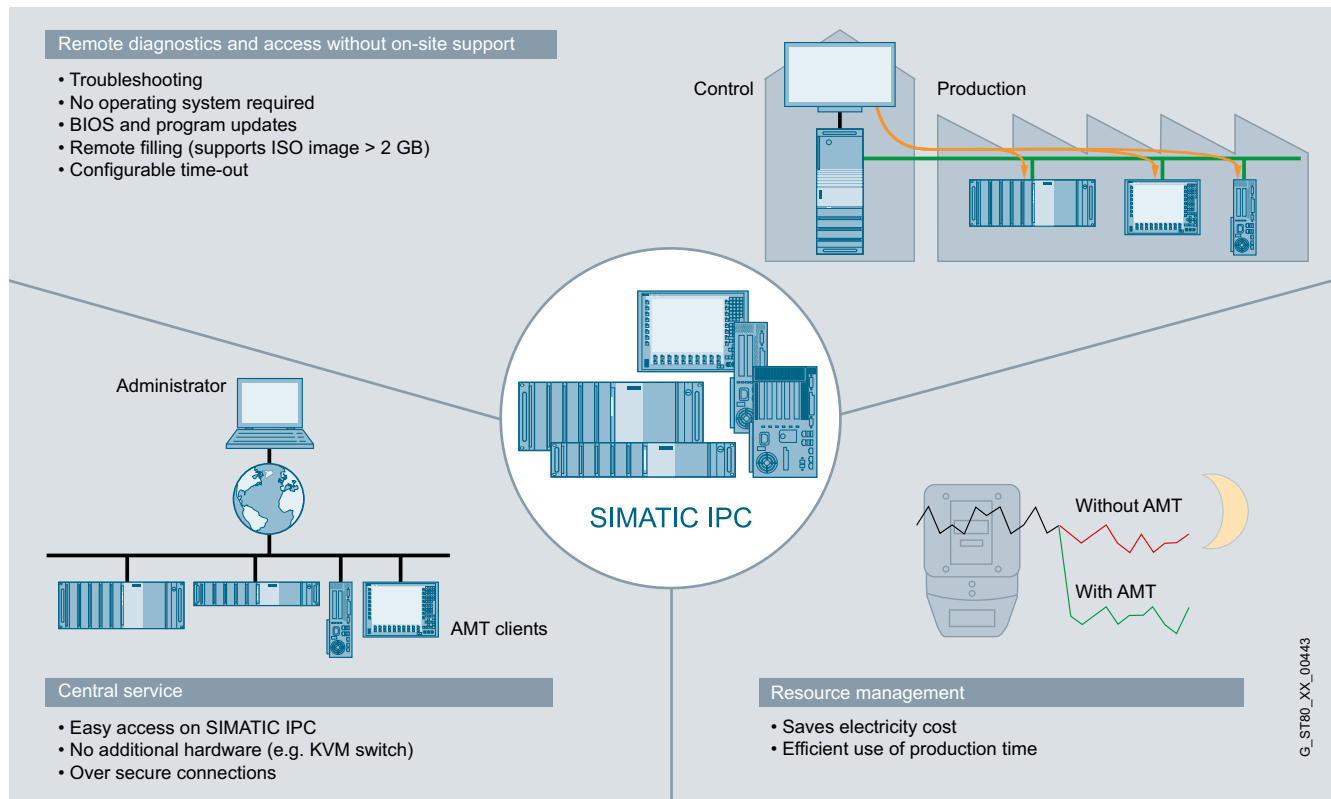 Remote diagnostics and access without on-site support
• Troubleshooting
• No operating system required
• BIOS and program updates
• Remote filling (supports ISO image > 2 GB)
• Configurable time-out
Control
Production
Administrator
AMT clients
SIMATIC IPC
Without AMT
With AMT
Central service
• Easy access on SIMATIC IPC
• No additional hardware (e.g. KVM switch)
• Over secure connections
Resource management
• Saves electricity cost
• Efficient use of production time
G_ST80_XX_00443